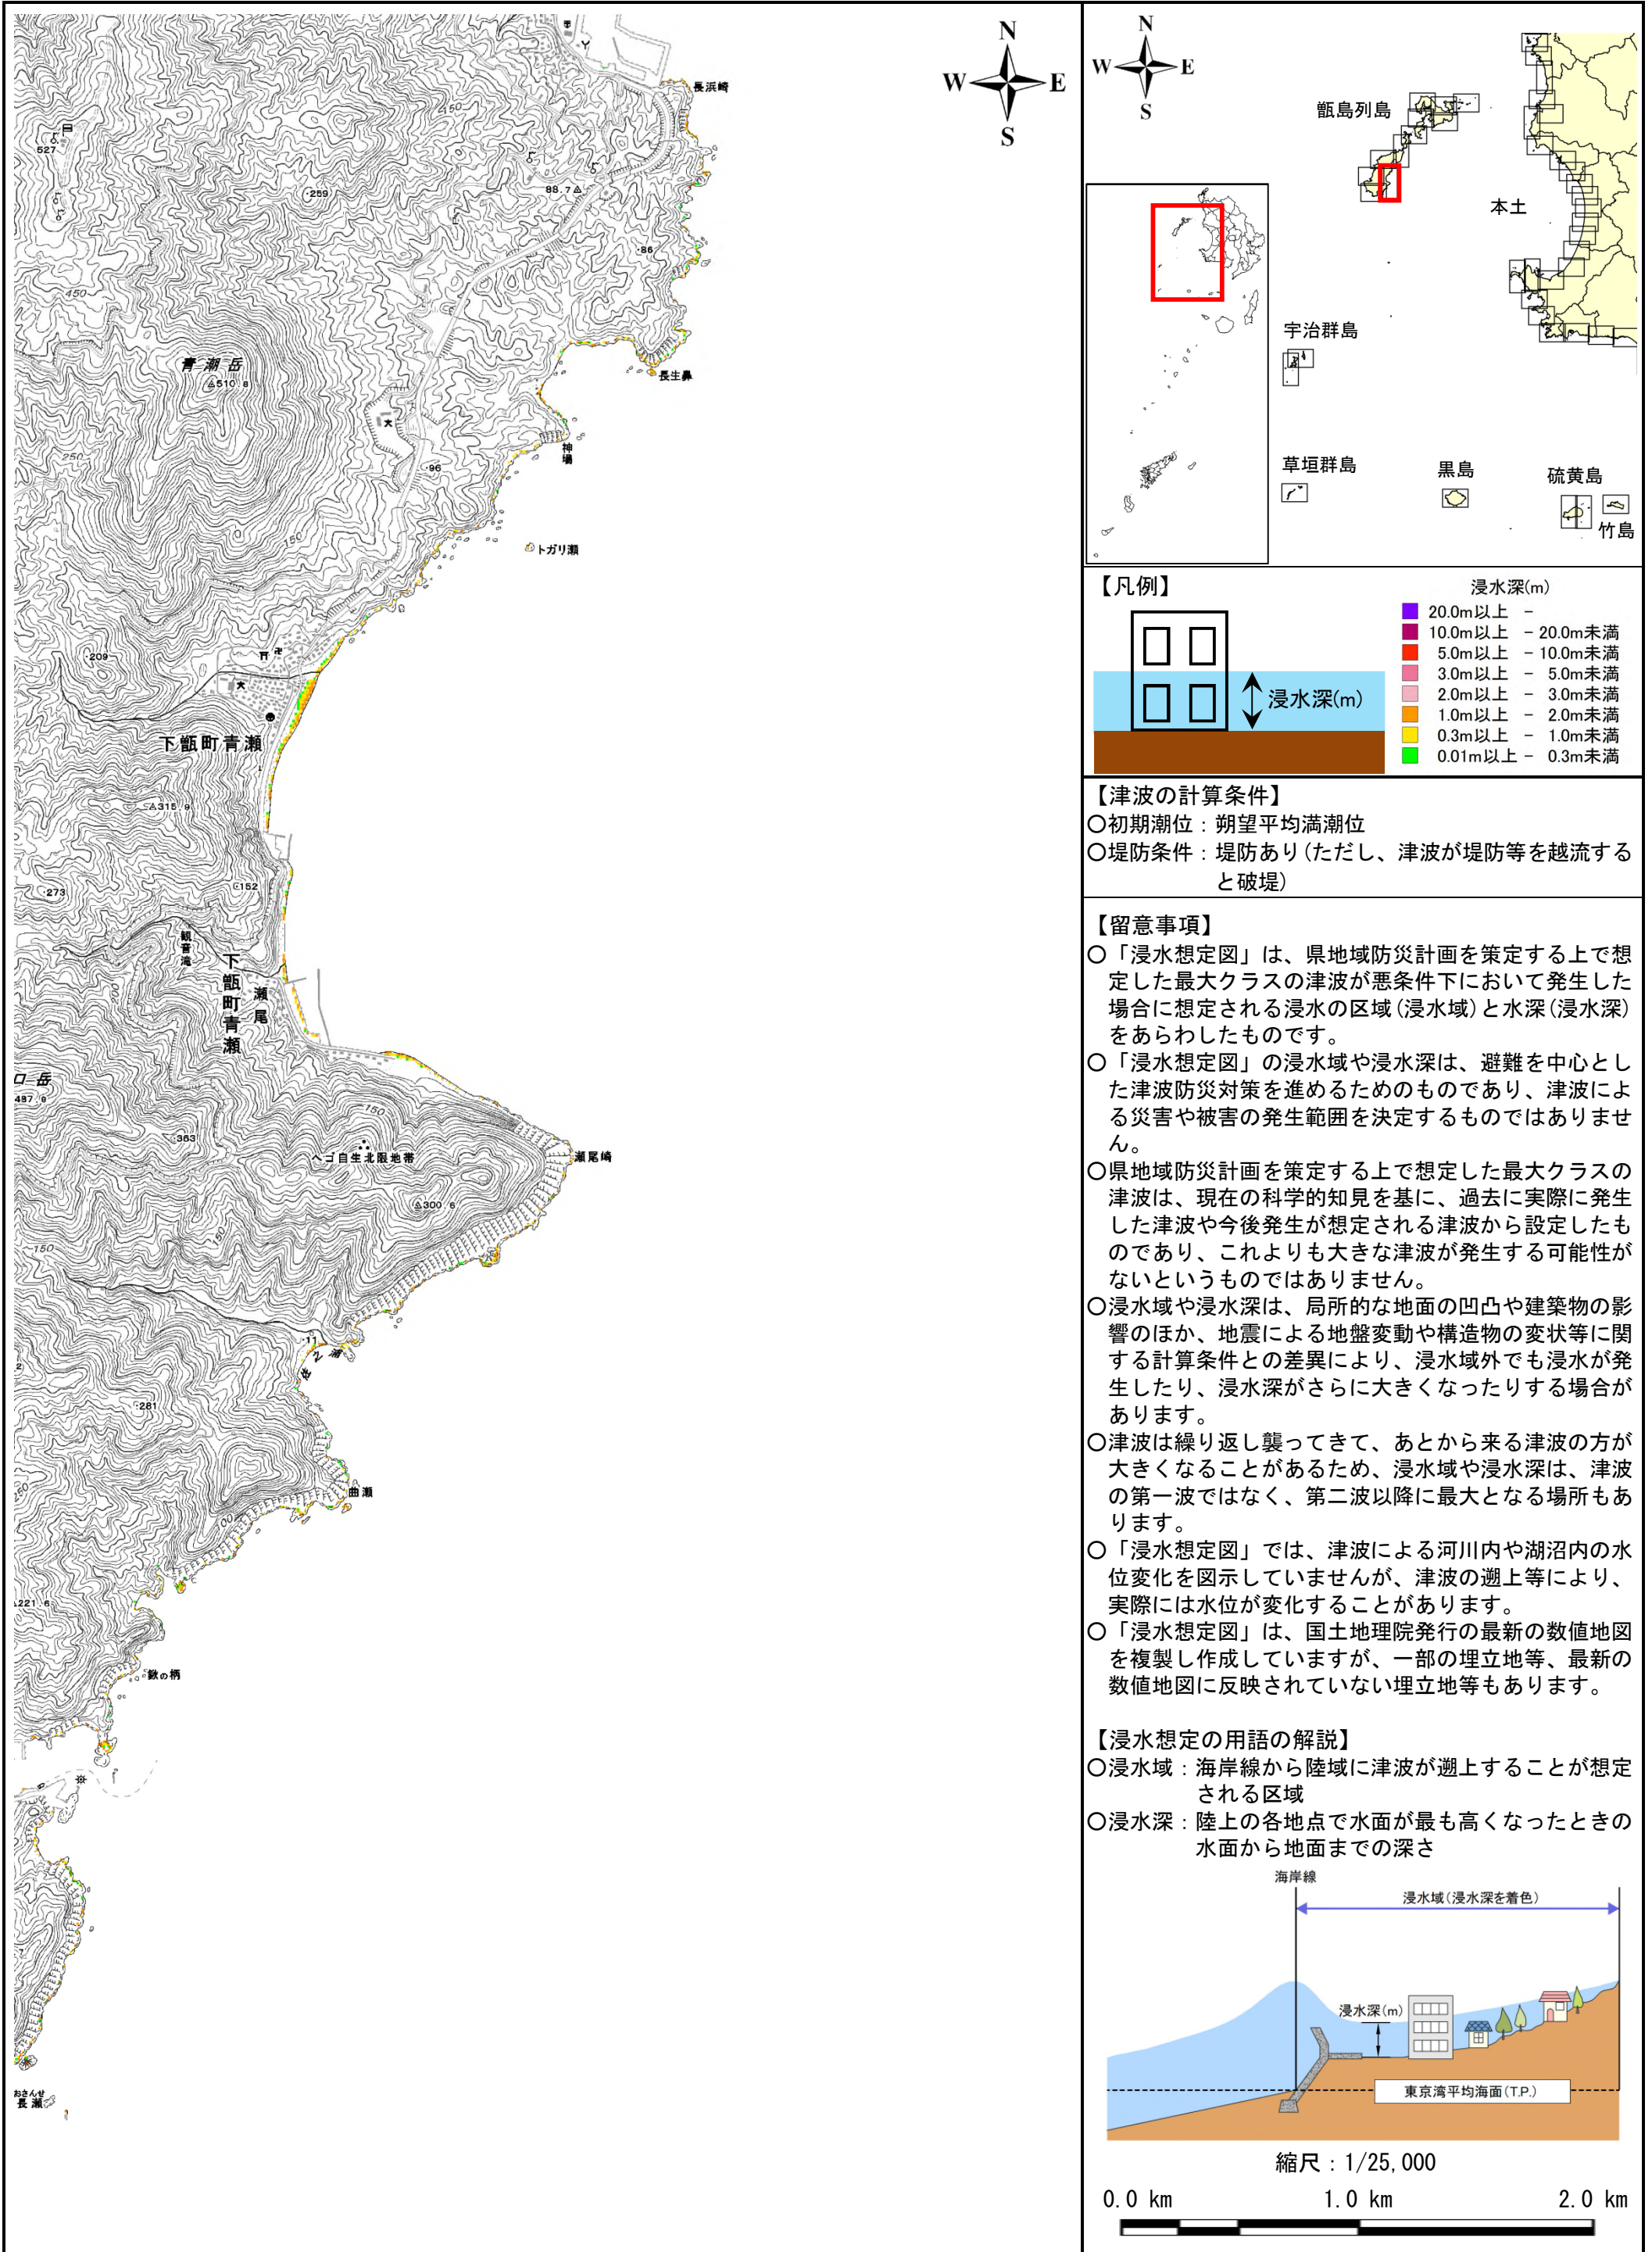 N
W E
S
長浜崎
150
527
259
88.7
86
450
青潮岳
510.8
長生鼻
神場
96
250
150
トガリ瀬
209
下甑町青瀬
315.9
273
152
観音滝
下甑町青瀬
瀬尾
口岳
487.6
150
363
ヘゴ自生北限地帯
瀬尾崎
300.6
150
150
11
281
曲瀬
221.6
鍬の柄
おさんせ
長瀬
N
W E
S
甑島列島
本土
宇治群島
草垣群島
黒島
硫黄島
竹島
【凡例】
浸水深(m)
浸水深(m)
20.0m以上 -
10.0m以上 - 20.0m未満
5.0m以上 - 10.0m未満
3.0m以上 - 5.0m未満
2.0m以上 - 3.0m未満
1.0m以上 - 2.0m未満
0.3m以上 - 1.0m未満
0.01m以上 - 0.3m未満
【津波の計算条件】
○初期潮位：朔望平均満潮位
○堤防条件：堤防あり(ただし、津波が堤防等を越流する
と破堤)
【留意事項】
○「浸水想定図」は、県地域防災計画を策定する上で想
定した最大クラスの津波が悪条件下において発生した
場合に想定される浸水の区域(浸水域)と水深(浸水深)
をあらわしたものです。
○「浸水想定図」の浸水域や浸水深は、避難を中心とし
た津波防災対策を進めるためのものであり、津波によ
る災害や被害の発生範囲を決定するものではありませ
ん。
○県地域防災計画を策定する上で想定した最大クラスの
津波は、現在の科学的知見を基に、過去に実際に発生
した津波や今後発生が想定される津波から設定したも
のであり、これよりも大きな津波が発生する可能性が
ないというものではありません。
○浸水域や浸水深は、局所的な地面の凹凸や建築物の影
響のほか、地震による地盤変動や構造物の変状等に関
する計算条件との差異により、浸水域外でも浸水が発
生したり、浸水深がさらに大きくなったりする場合が
あります。
○津波は繰り返し襲ってきて、あとから来る津波の方が
大きくなることがあるため、浸水域や浸水深は、津波
の第一波ではなく、第二波以降に最大となる場所もあ
ります。
○「浸水想定図」では、津波による河川内や湖沼内の水
位変化を図示していませんが、津波の遡上等により、
実際には水位が変化することがあります。
○「浸水想定図」は、国土地理院発行の最新の数値地図
を複製し作成していますが、一部の埋立地等、最新の
数値地図に反映されていない埋立地等もあります。
【浸水想定の用語の解説】
○浸水域：海岸線から陸域に津波が遡上することが想定
される区域
○浸水深：陸上の各地点で水面が最も高くなったときの
水面から地面までの深さ
海岸線
浸水域(浸水深を着色)
浸水深(m)
東京湾平均海面(T.P.)
縮尺：1/25,000
0.0 km 1.0 km 2.0 km